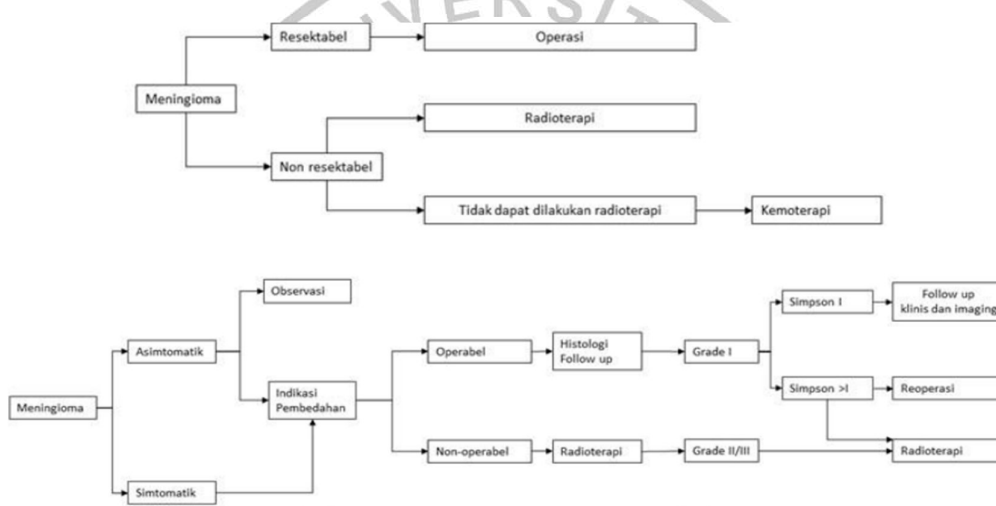 VERSIT
Resektabel
Operasi
Meningioma
Radioterapi
Non resektabel
Tidak dapat dilakukan radioterapi
Kemoterapi
Observasi
Asimtomatik
Meningioma
Indikasi
Pembedahan
Simtomatik
Operabel
Histologi
Follow up
Grade I
Simpson I
Follow up
klinis dan imaging
Simpson >I
Reoperasi
Non-operabel
Radioterapi
Grade II/III
Radioterapi